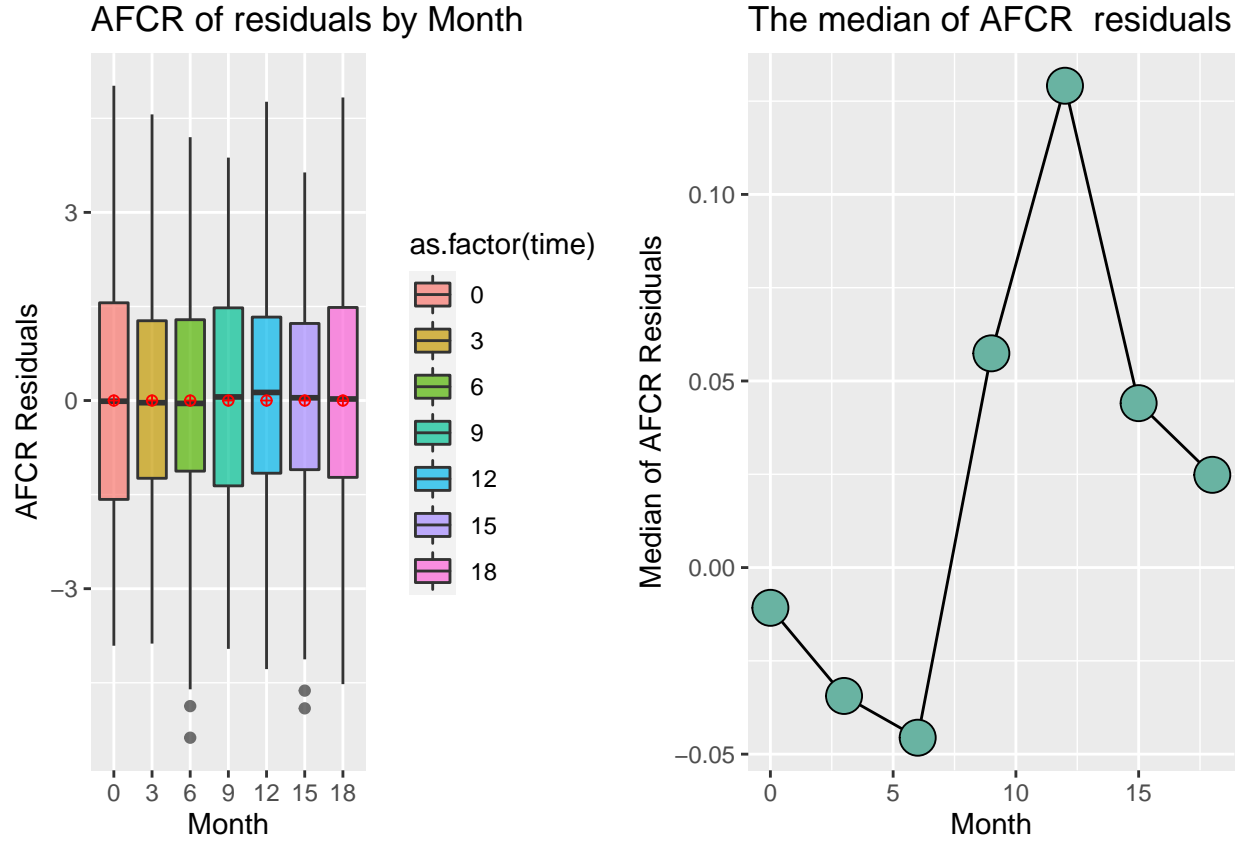 AFCR of residuals by Month
AFCR Residuals
3
0
−3
0 3 6 9 12 15 18
Month
as.factor(time)
0
3
6
9
12
15
18
The median of AFCR  residuals
Median of AFCR Residuals
0.10
0.05
0.00
−0.05
0 5 10 15
Month